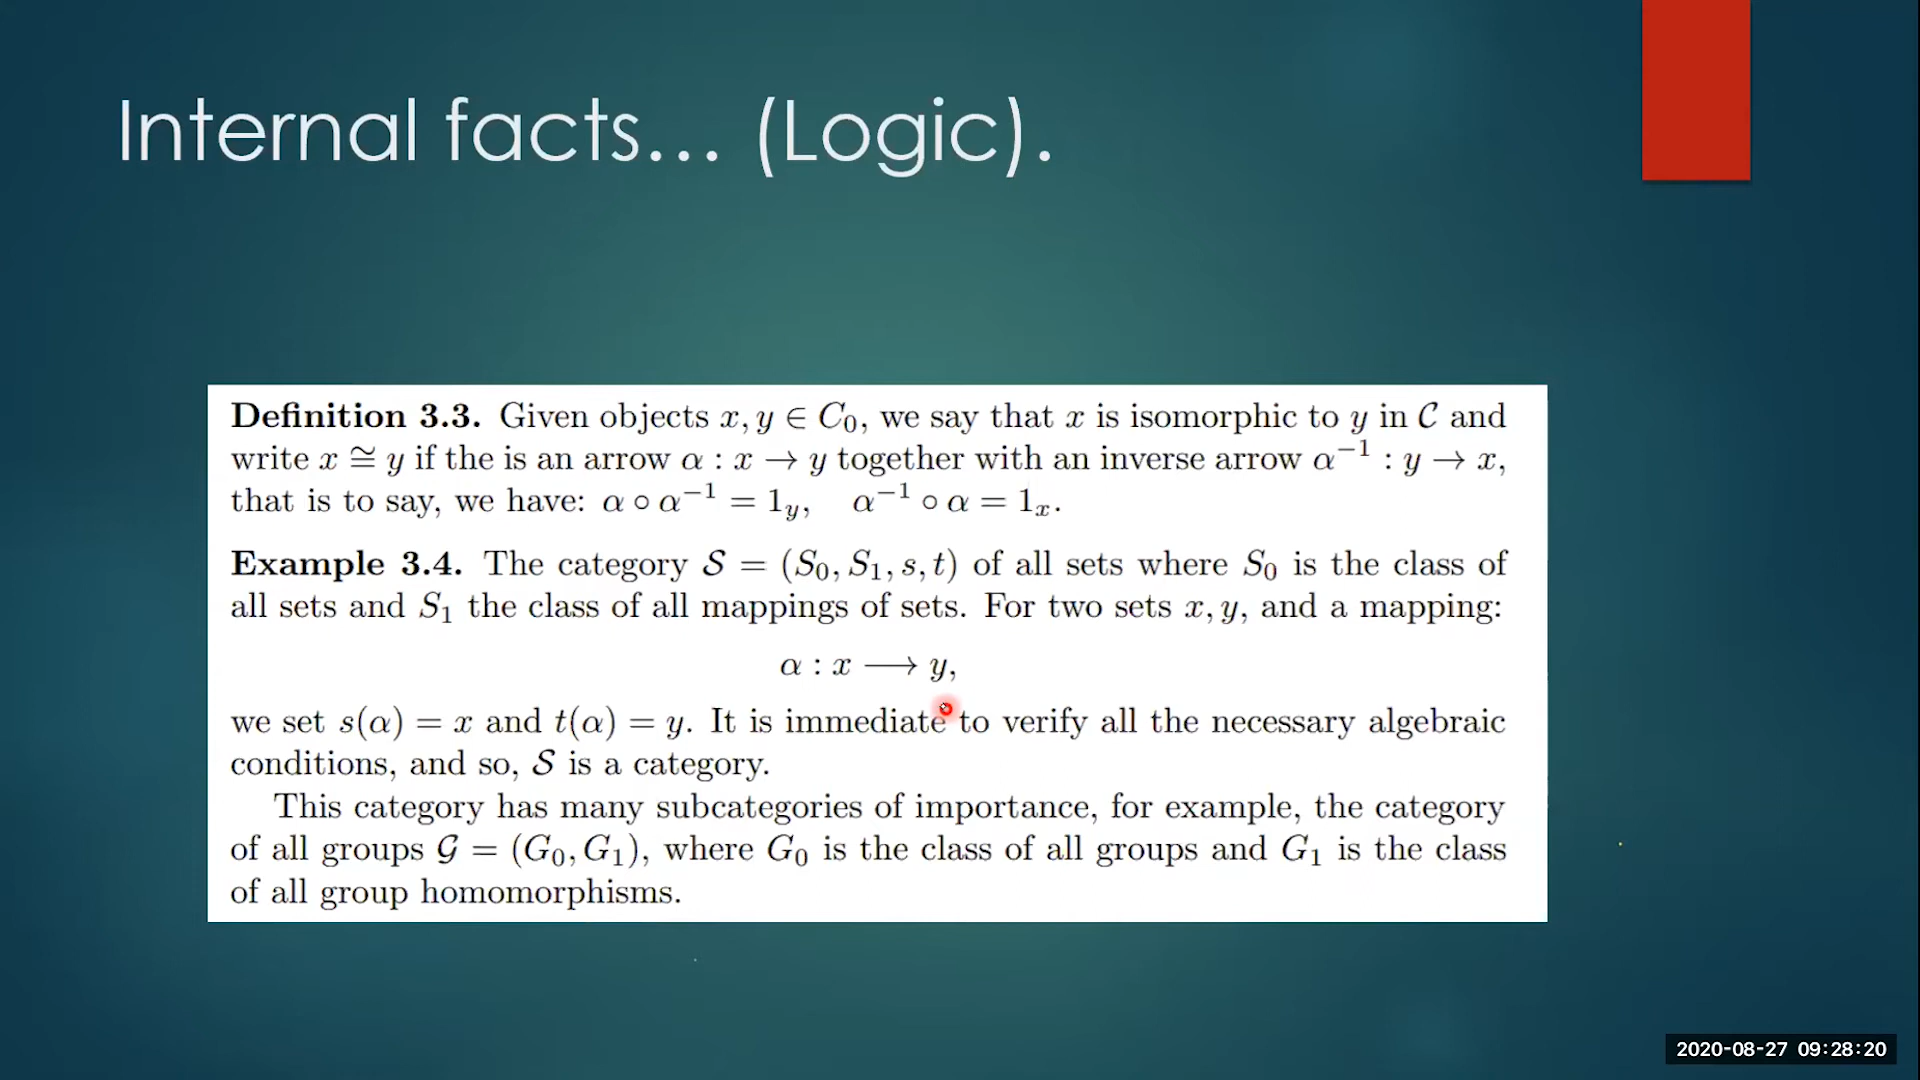 Internal facts... (Logic).
Definition 3.3. Given objects x, y ∈ C₀, we say that x is isomorphic to y in 𝒞 and
write x ≅ y if the is an arrow α : x → y together with an inverse arrow α⁻¹ : y → x,
that is to say, we have: α ∘ α⁻¹ = 1_y, α⁻¹ ∘ α = 1ₓ.
Example 3.4. The category 𝒮 = (S₀, S₁, s, t) of all sets where S₀ is the class of
all sets and S₁ the class of all mappings of sets. For two sets x, y, and a mapping:
α : x ⟶ y,
we set s(α) = x and t(α) = y. It is immediate to verify all the necessary algebraic
conditions, and so, 𝒮 is a category.
This category has many subcategories of importance, for example, the category
of all groups 𝒢 = (G₀, G₁), where G₀ is the class of all groups and G₁ is the class
of all group homomorphisms.
2020-08-27 09:28:20